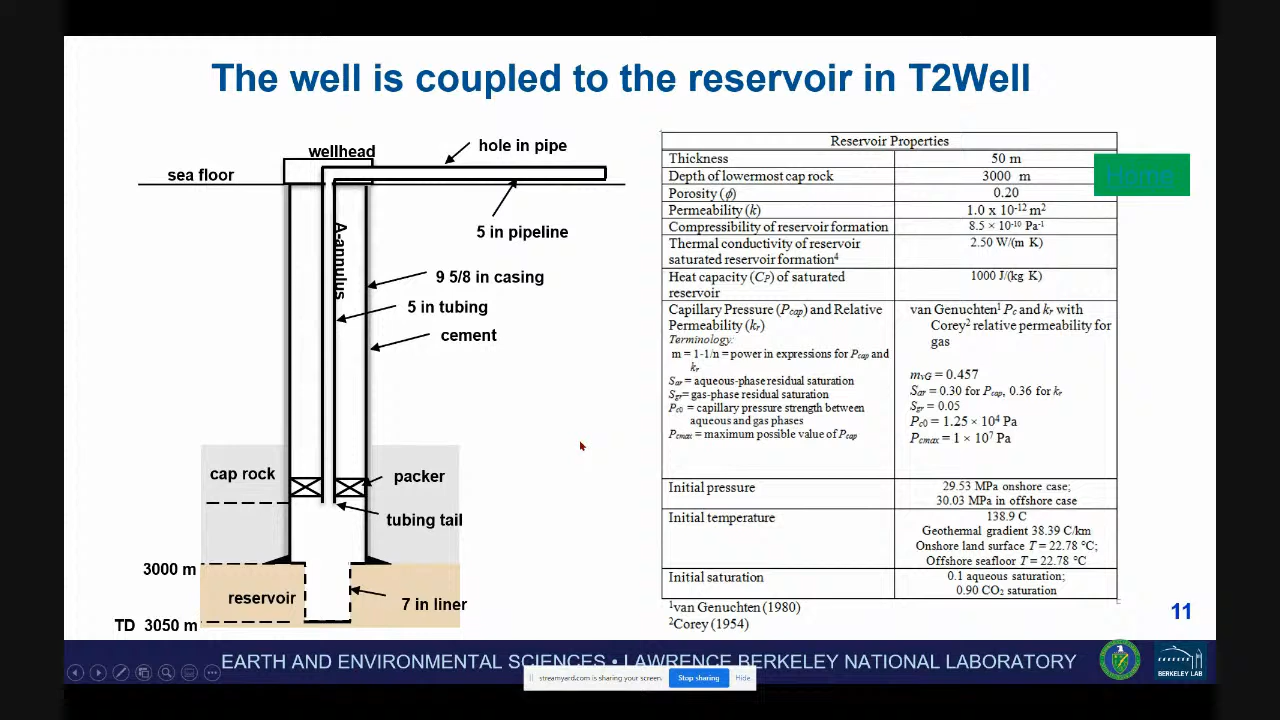 The well is coupled to the reservoir in T2Well
wellhead
hole in pipe
sea floor
5 in pipeline
A-annulus
9 5/8 in casing
5 in tubing
cement
cap rock
packer
tubing tail
3000 m
reservoir
7 in liner
TD 3050 m
Reservoir Properties
Thickness 50 m
Depth of lowermost cap rock 3000 m
Porosity (ϕ) 0.20
Permeability (k) 1.0 x 10⁻¹² m²
Compressibility of reservoir formation 8.5 × 10⁻¹⁰ Pa⁻¹
Thermal conductivity of reservoir 2.50 W/(m K)
saturated reservoir formation⁴
Heat capacity (CP) of saturated 1000 J/(kg K)
reservoir
Capillary Pressure (Pcap) and Relative
Permeability (kr)
Terminology:
m = 1-1/n = power in expressions for Pcap and
kr
Sar = aqueous-phase residual saturation
Sgr= gas-phase residual saturation
Pc0 = capillary pressure strength between
aqueous and gas phases
Pcmax = maximum possible value of Pcap
van Genuchten¹ Pc and kr with
Corey² relative permeability for
gas
mvG = 0.457
Sar = 0.30 for Pcap, 0.36 for kr
Sgr = 0.05
Pc0 = 1.25 × 10⁴ Pa
Pcmax = 1 × 10⁷ Pa
Initial pressure 29.53 MPa onshore case;
30.03 MPa in offshore case
Initial temperature 138.9 C
Geothermal gradient 38.39 C/km
Onshore land surface T = 22.78 °C;
Offshore seafloor T = 22.78 °C
Initial saturation 0.1 aqueous saturation;
0.90 CO₂ saturation
¹van Genuchten (1980)
²Corey (1954)
Home
11
EARTH AND ENVIRONMENTAL SCIENCES • LAWRENCE BERKELEY NATIONAL LABORATORY
BERKELEY LAB
streamyard.com is sharing your screen.
Stop sharing
Hide